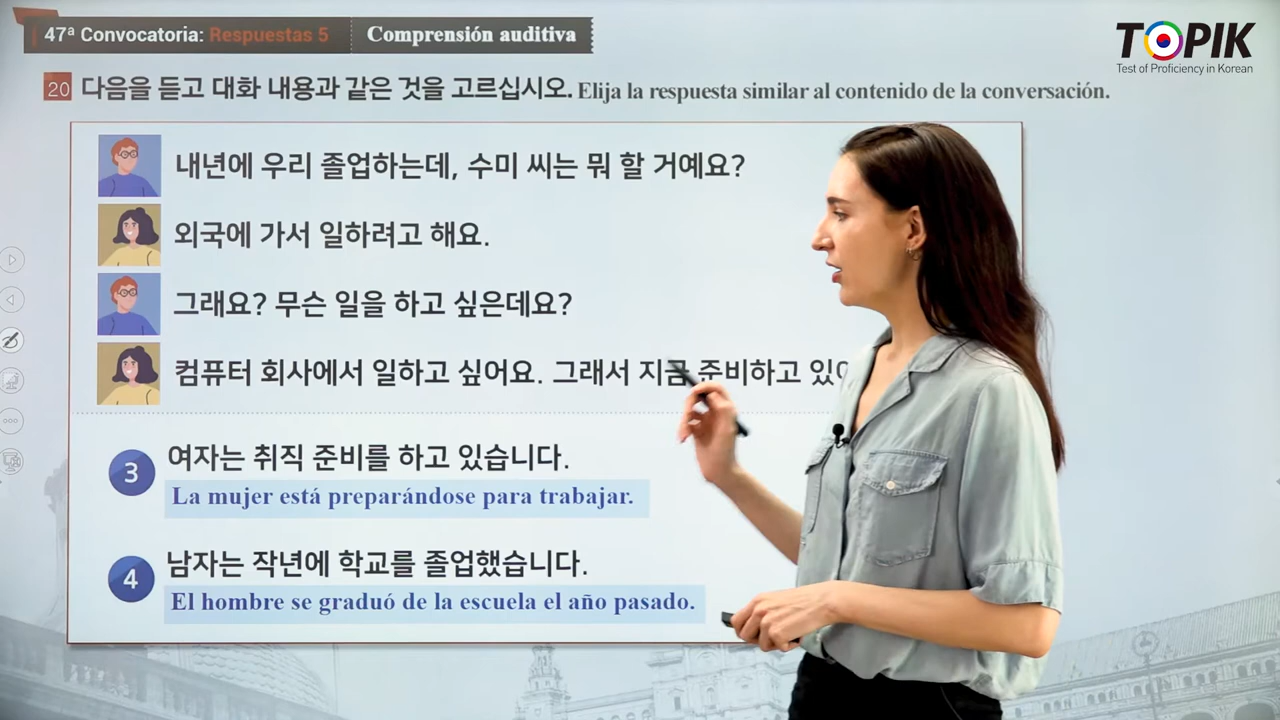 47ª Convocatoria: Respuestas 5 Comprensión auditiva
TOPIK
Test of Proficiency in Korean
20 다음을 듣고 대화 내용과 같은 것을 고르십시오. Elija la respuesta similar al contenido de la conversación.
내년에 우리 졸업하는데, 수미 씨는 뭐 할 거예요?
외국에 가서 일하려고 해요.
그래요? 무슨 일을 하고 싶은데요?
컴퓨터 회사에서 일하고 싶어요. 그래서 지금 준비하고
3 여자는 취직 준비를 하고 있습니다.
La mujer está preparándose para trabajar.
4 남자는 작년에 학교를 졸업했습니다.
El hombre se graduó de la escuela el año pasado.